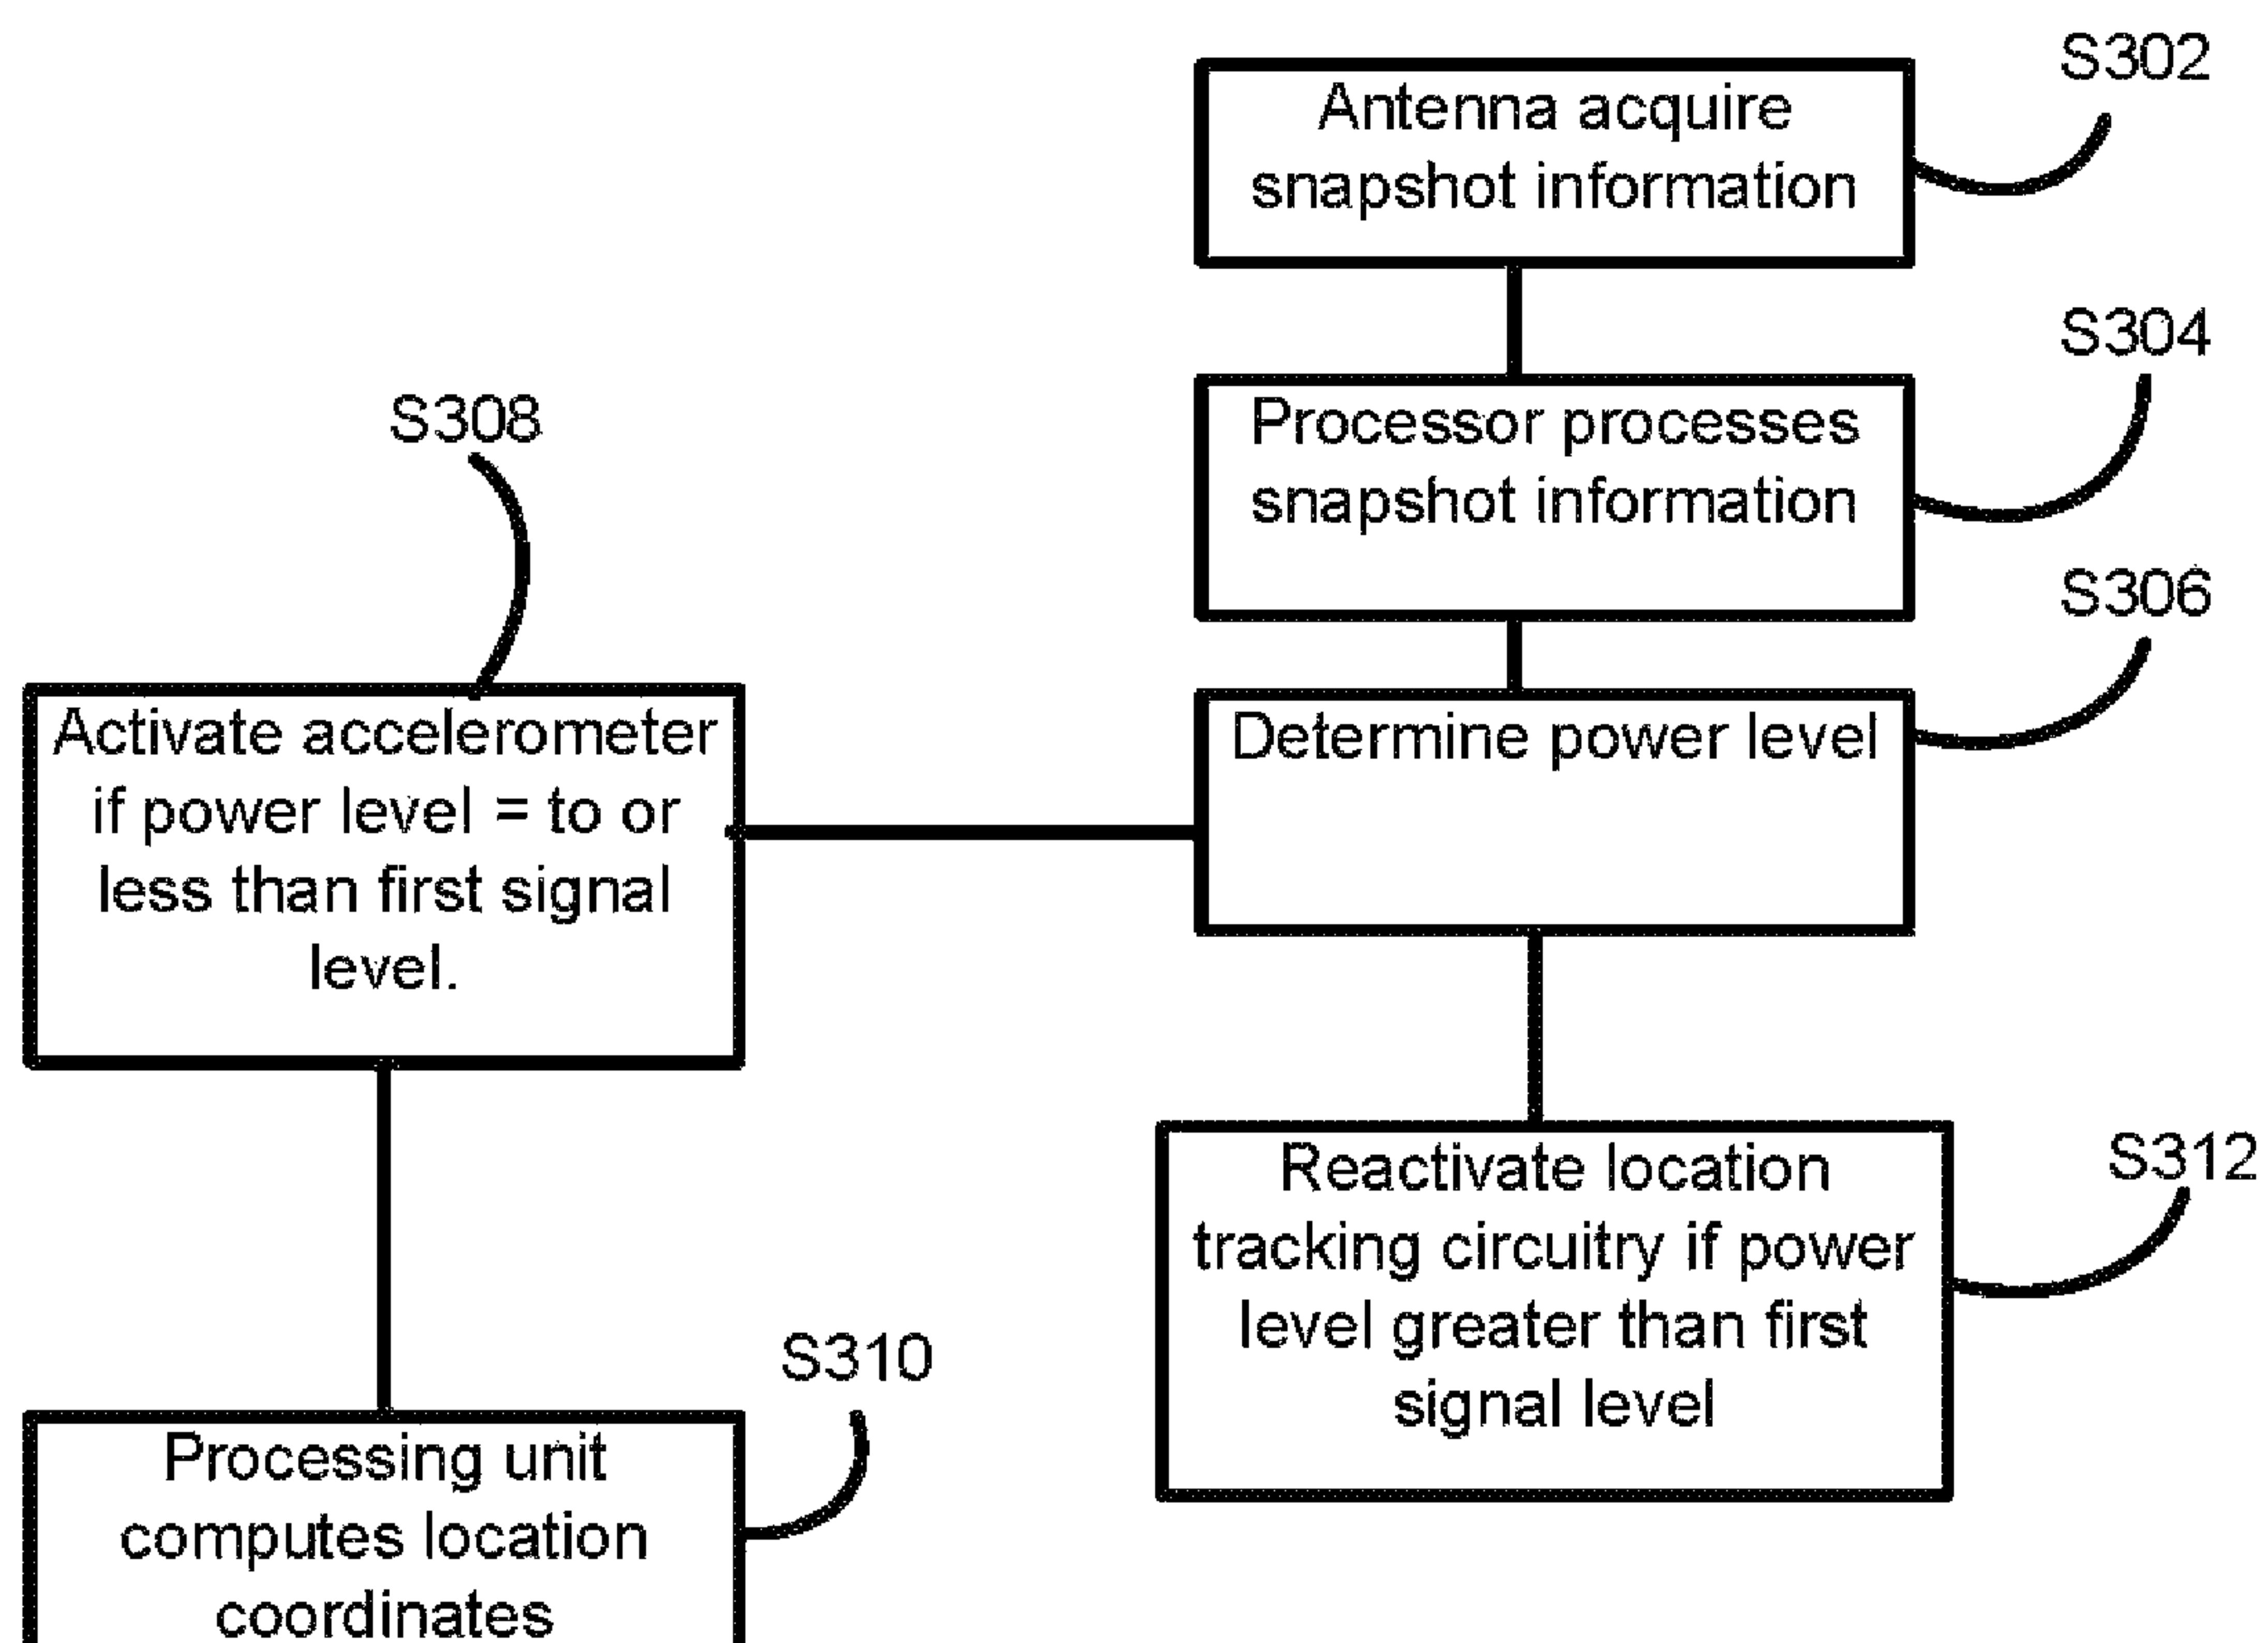 S302
Antenna acquire
snapshot information
S304
Processor processes
snapshot information
S306
Determine power level
S308
Activate accelerometer
if power level = to or
less than first signal
level.
S310
Processing unit
computes location
coordinates
S312
Reactivate location
tracking circuitry if power
level greater than first
signal level